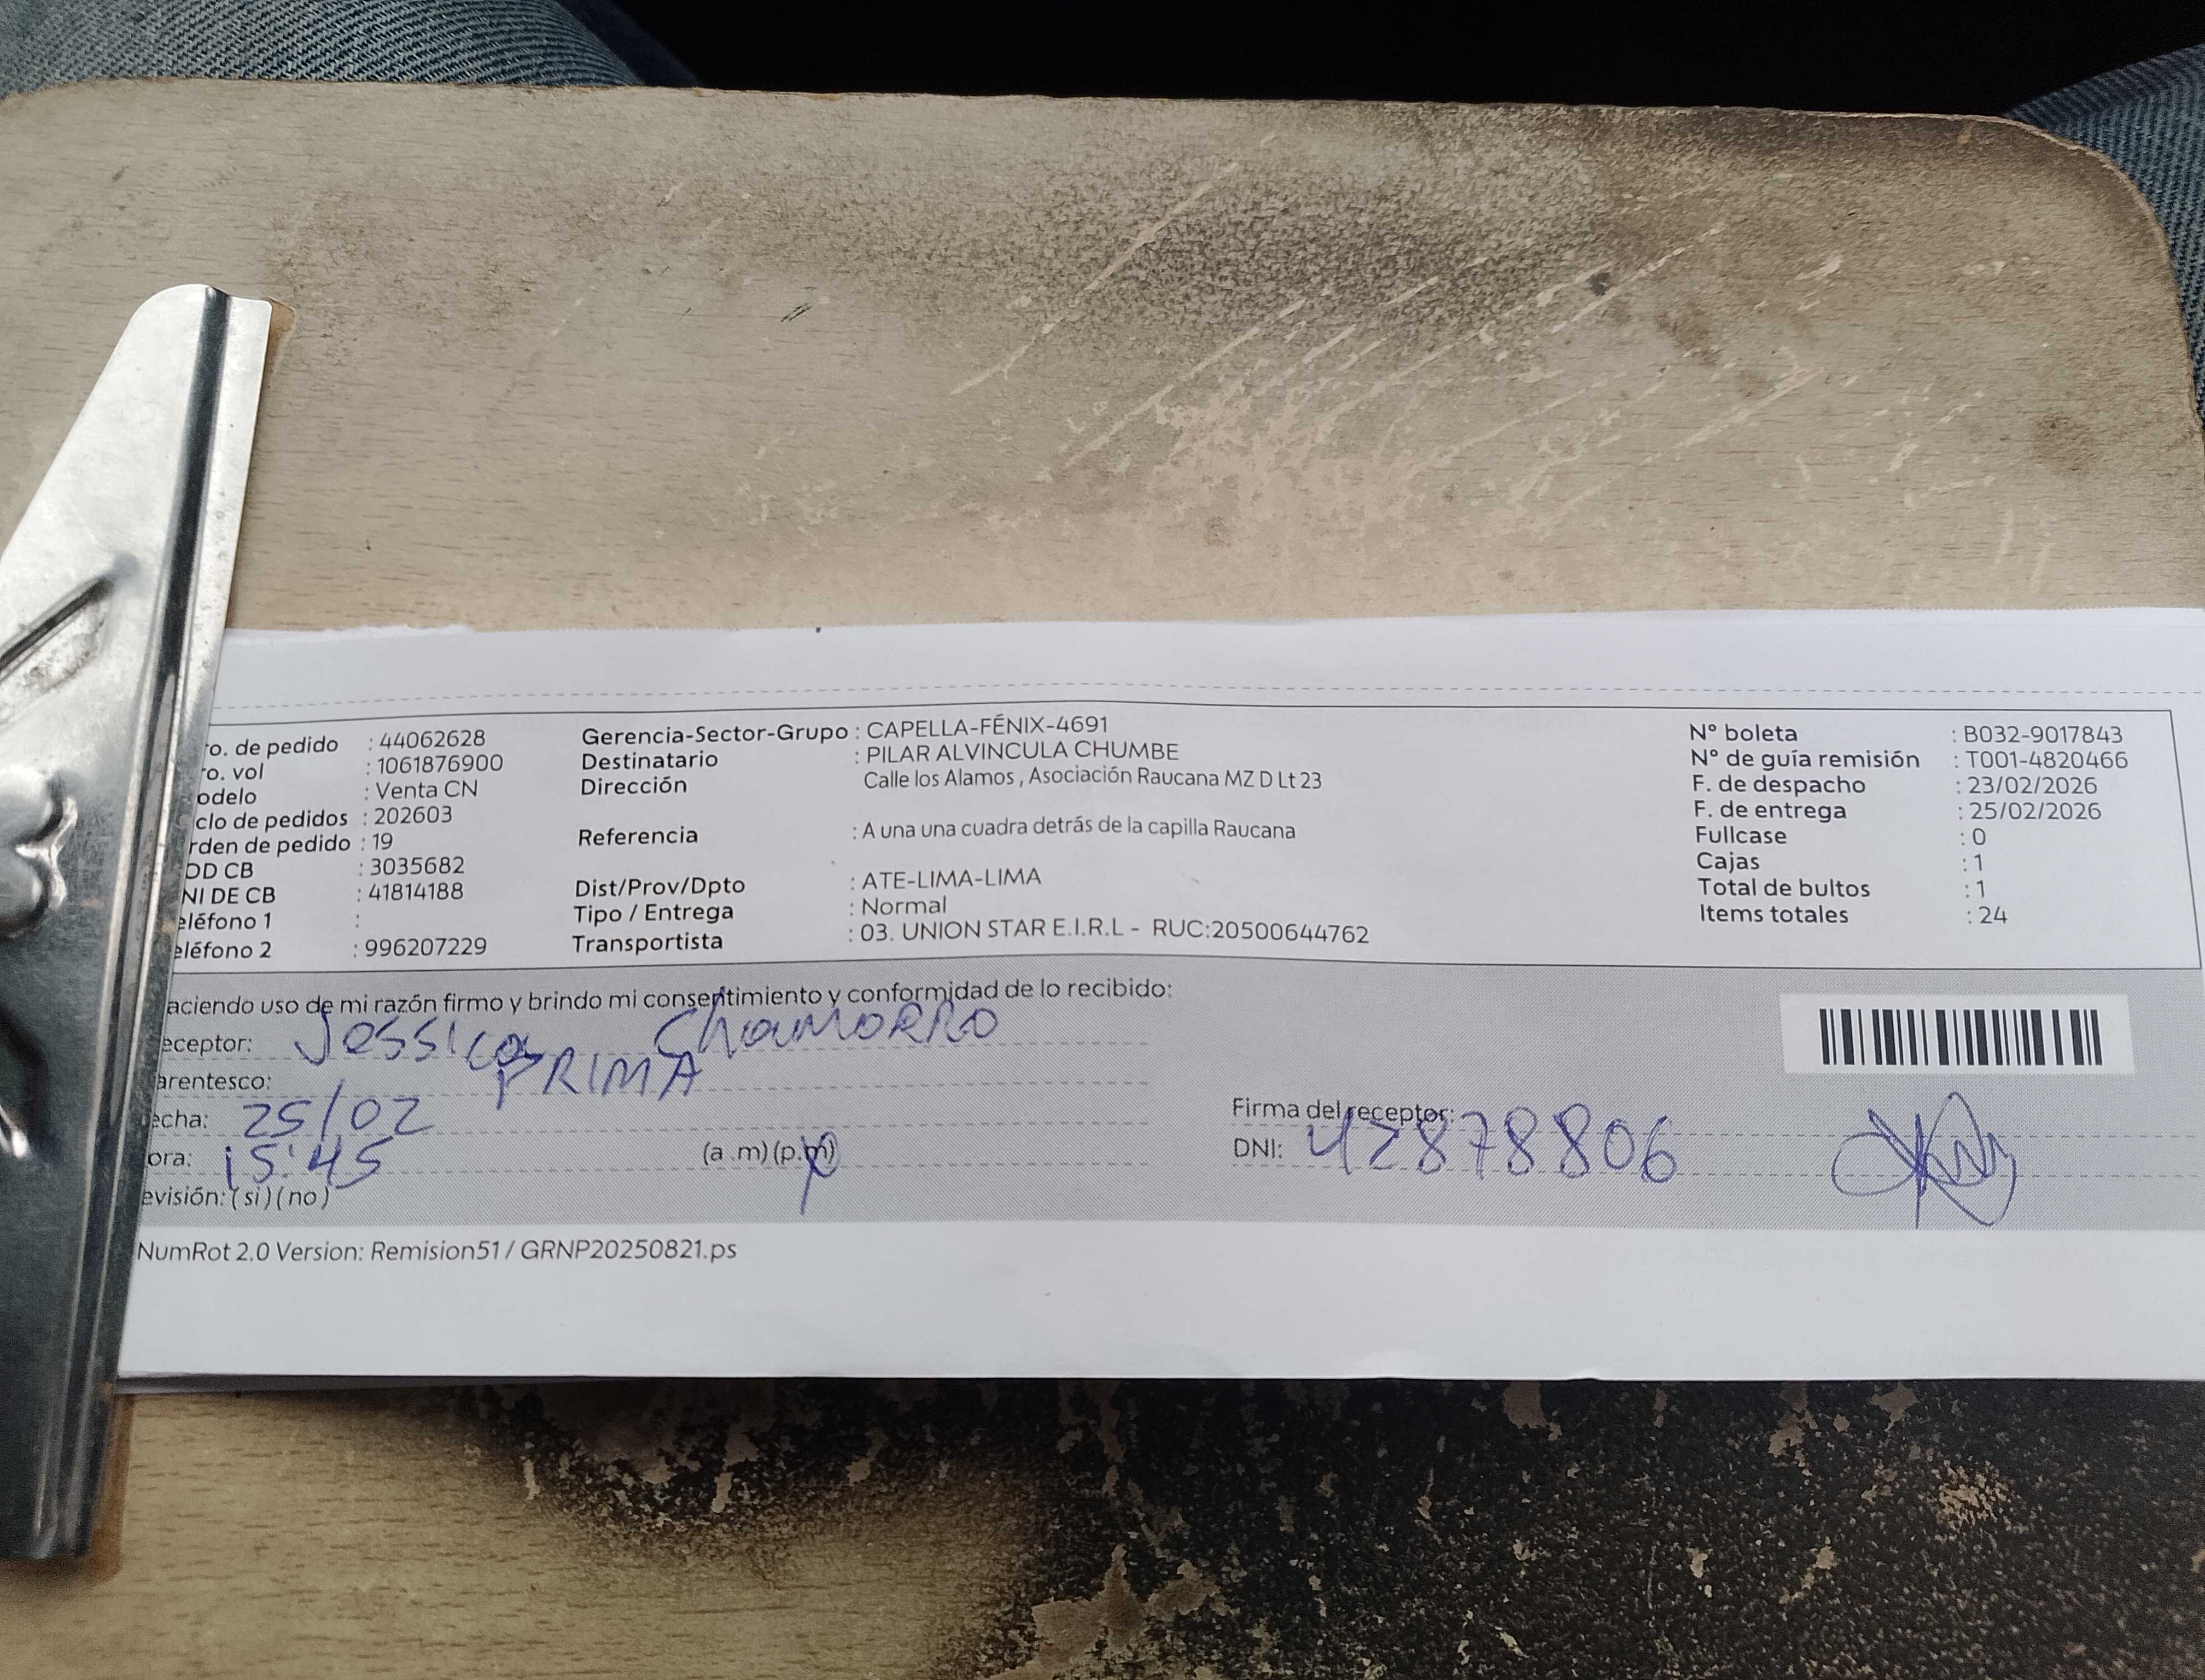 ro. de pedido : 44062628
ro. vol : 1061876900
odelo : Venta CN
clo de pedidos : 202603
rden de pedido : 19
OD CB : 3035682
NI DE CB : 41814188
eléfono 1 :
eléfono 2 : 996207229
Gerencia-Sector-Grupo : CAPELLA-FÉNIX-4691
Destinatario : PILAR ALVINCULA CHUMBE
Dirección Calle los Alamos , Asociación Raucana MZ D Lt 23
Referencia : A una una cuadra detrás de la capilla Raucana
Dist/Prov/Dpto : ATE-LIMA-LIMA
Tipo / Entrega : Normal
Transportista : 03. UNION STAR E.I.R.L - RUC:20500644762
Nº boleta : B032-9017843
Nº de guía remisión : T001-4820466
F. de despacho : 23/02/2026
F. de entrega : 25/02/2026
Fullcase : 0
Cajas : 1
Total de bultos : 1
Items totales : 24
aciendo uso de mi razón firmo y brindo mi consentimiento y conformidad de lo recibido:
eceptor: Jessica Chamorro
arentesco: PRIMA
echa: 25/02
ora: 15:45 (a .m) (p.m)
evisión: ( si ) ( no )
Firma del receptor:
DNI: 42878806
NumRot 2.0 Version: Remision51 / GRNP20250821.ps